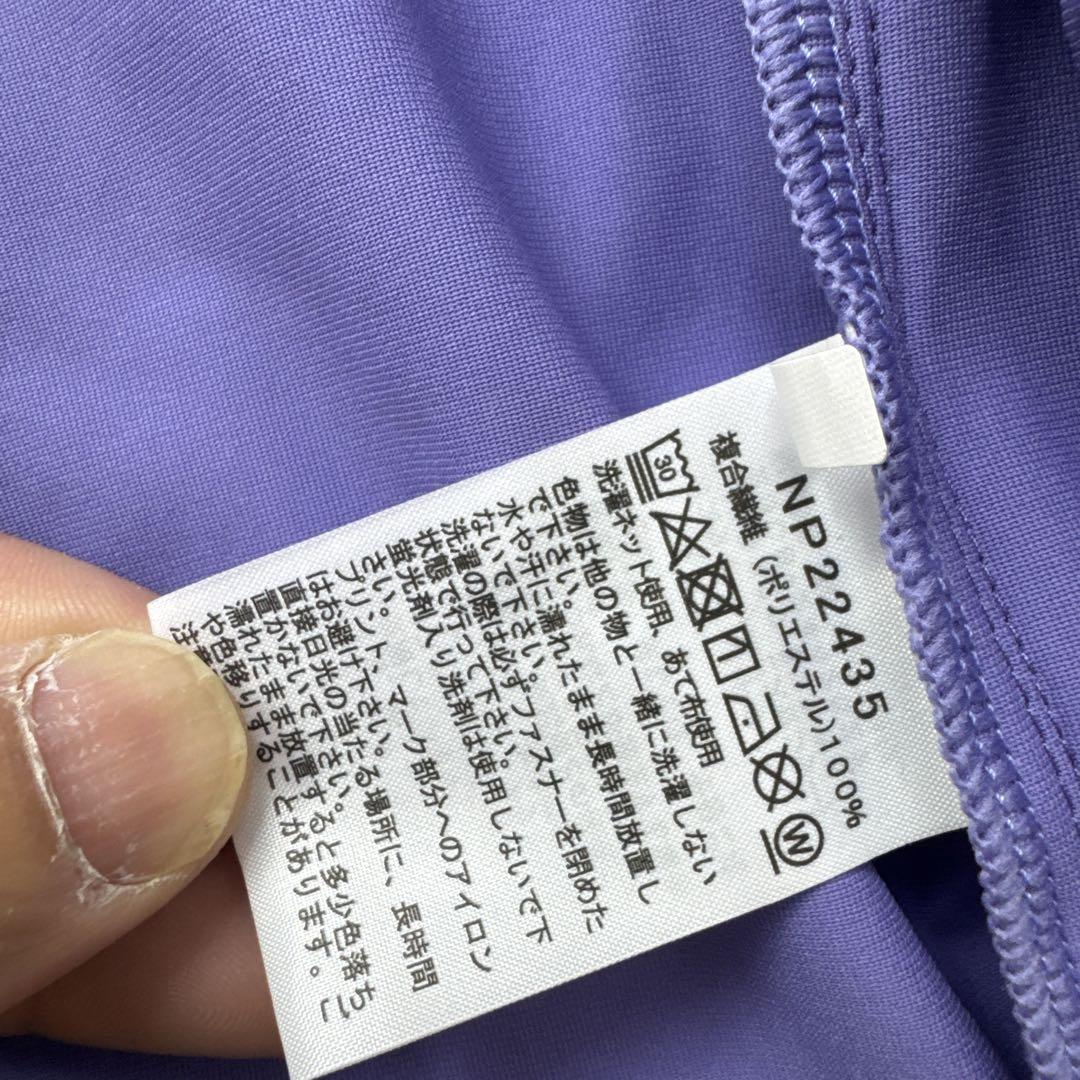 NP22435
複合繊維(ポリエステル)100%
30
W
洗濯ネット使用、あて布使用
色物は他の物と一緒に洗濯しない
で下さい。
水や汗に濡れたまま長時間放置し
ないで下さい。
洗濯の際は必ずファスナーを閉めた
状態で行って下さい。
蛍光剤入り洗剤は使用しないで下
さい。
プリント、マーク部分へのアイロン
はお避け下さい。
直接日光の当たる場所に、長時間
置かないで下さい。
濡れたまま放置すると多少色落ち
や色移りすることがあります。ご